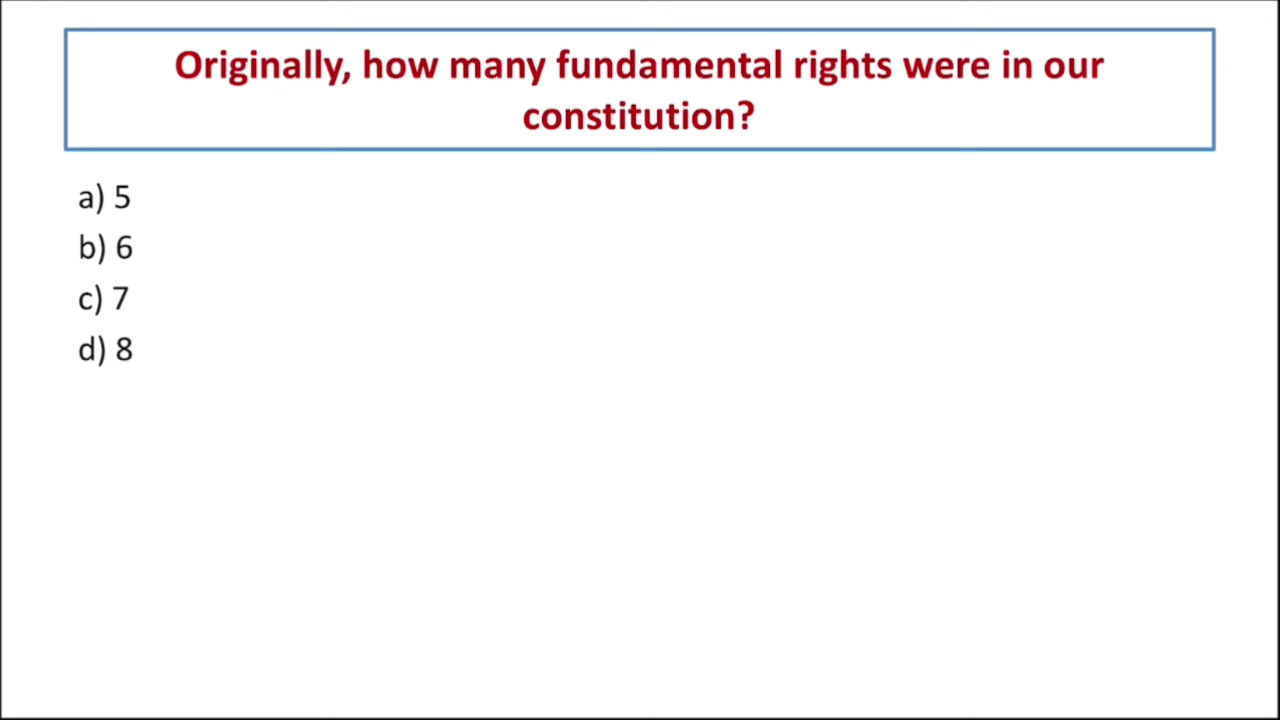 Originally, how many fundamental rights were in our
constitution?
a) 5
b) 6
c) 7
d) 8